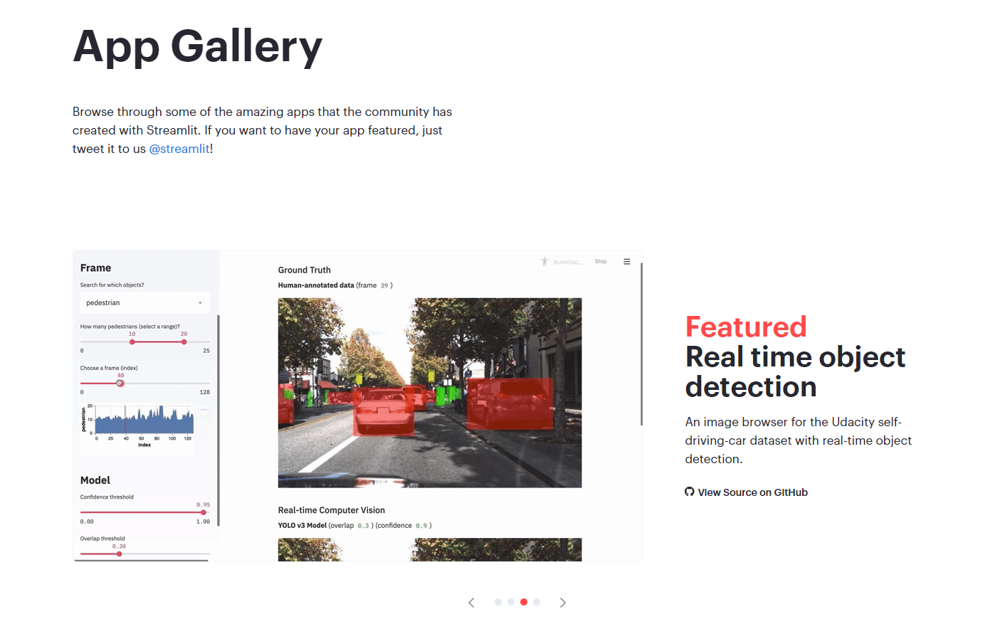 App Gallery
Browse through some of the amazing apps that the community has
created with Streamlit. If you want to have your app featured, just
tweet it to us @streamlit!
Frame
Search for which objects?
pedestrian
How many pedestrians (select a range)?
10 20
0 25
Choose a frame (index)
40
0 128
pedestrian
20
10
0
0 20 40 60 80 100 120
index
Model
Confidence threshold
0.95
0.00 1.00
Overlap threshold
0.30
RUNNING... Stop
Ground Truth
Human-annotated data (frame 39 )
Real-time Computer Vision
YOLO v3 Model (overlap 0.3 ) (confidence 0.9 )
Featured
Real time object
detection
An image browser for the Udacity self-
driving-car dataset with real-time object
detection.
View Source on GitHub